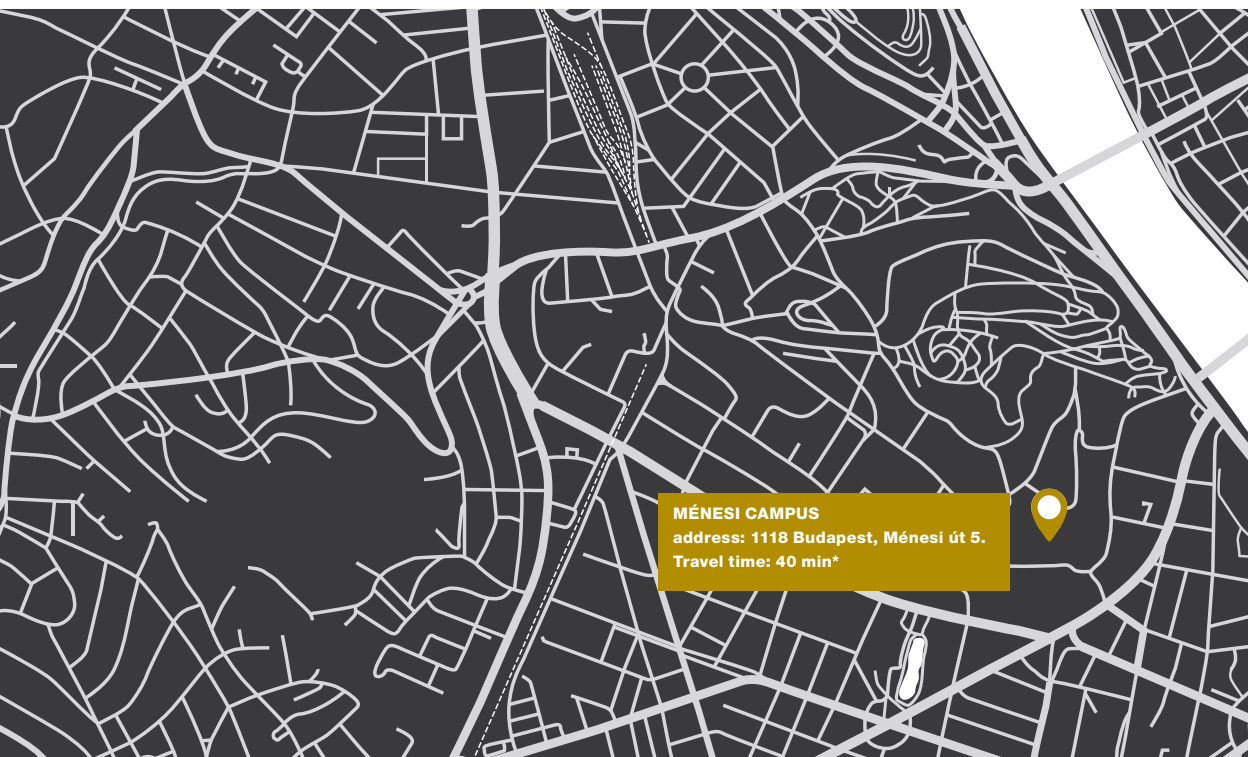 MÉNESI CAMPUS
address: 1118 Budapest, Ménesi út 5.
Travel time: 40 min*